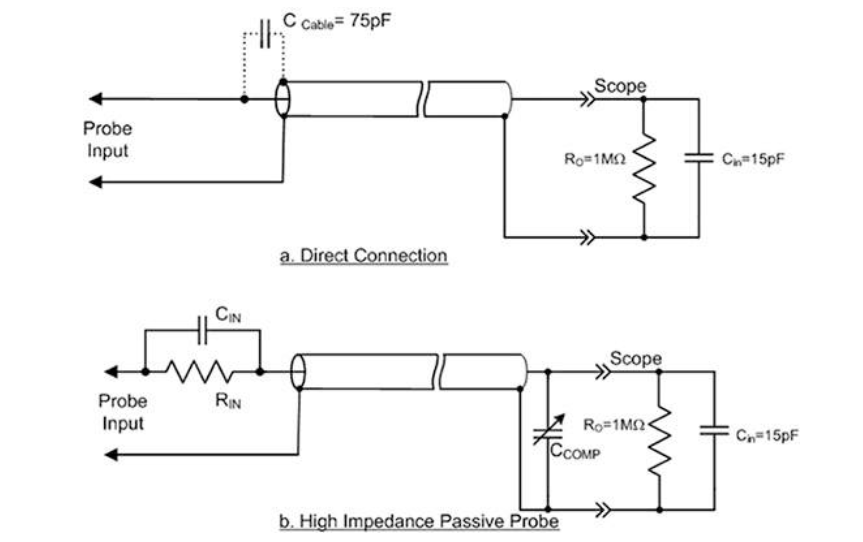 C Cable= 75pF
Scope
Probe
Input
RO=1MΩ
Cin=15pF
a. Direct Connection
CIN
Scope
Probe
Input
RIN
RO=1MΩ
Cin=15pF
CCOMP
b. High Impedance Passive Probe